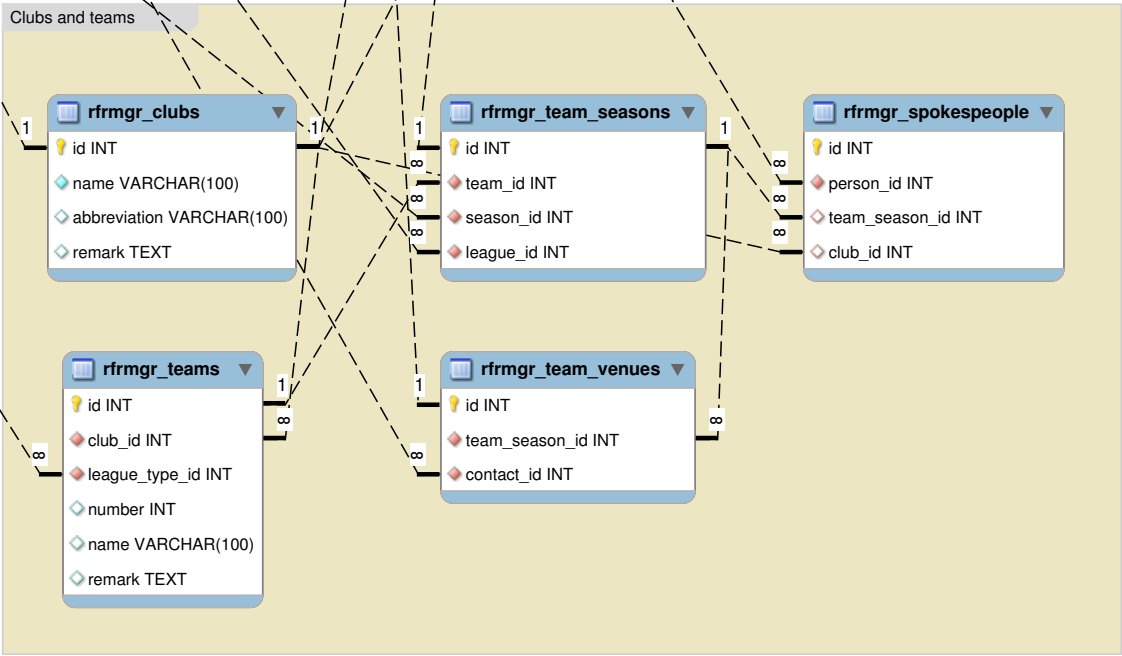 Clubs and teams
rfrmgr_clubs
1
1
id INT
name VARCHAR(100)
abbreviation VARCHAR(100)
remark TEXT
rfrmgr_team_seasons
1
∞
∞
∞
1
id INT
team_id INT
season_id INT
league_id INT
rfrmgr_spokespeople
∞
∞
∞
id INT
person_id INT
team_season_id INT
club_id INT
rfrmgr_teams
1
∞
∞
id INT
club_id INT
league_type_id INT
number INT
name VARCHAR(100)
remark TEXT
rfrmgr_team_venues
1
∞
∞
id INT
team_season_id INT
contact_id INT